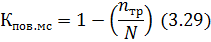 Кпов.мс = 1 − (nтр/N) (3.29)